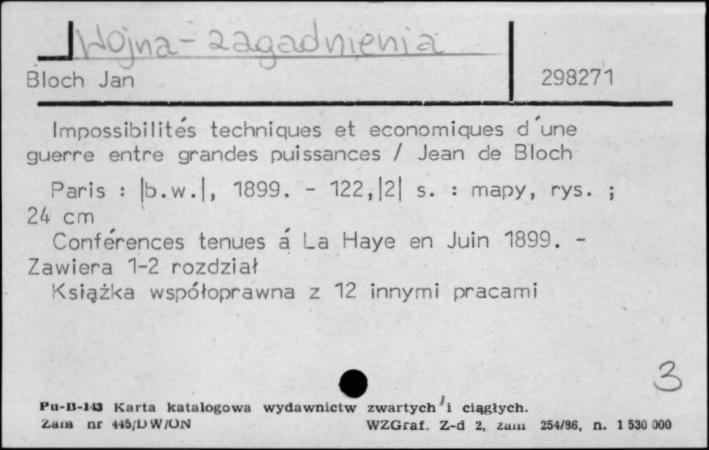 Wojna - zagadnienia
Bloch Jan
298271
Impossibilités techniques et economiques d´une
guerre entre grandes puissances / Jean de Bloch
Paris : |b.w.|, 1899. - 122,|2| s. : mapy, rys. ;
24 cm
Conférences tenues á La Haye en Juin 1899. -
Zawiera 1-2 rozdział
Książka współoprawna z 12 innymi pracami
3
Pu-B-143 Karta katalogowa wydawnictw zwartych i ciągłych.
Zam nr 445/DW/ON WZGraf. Z-d 2, zam 254/86, n. 1 530 000